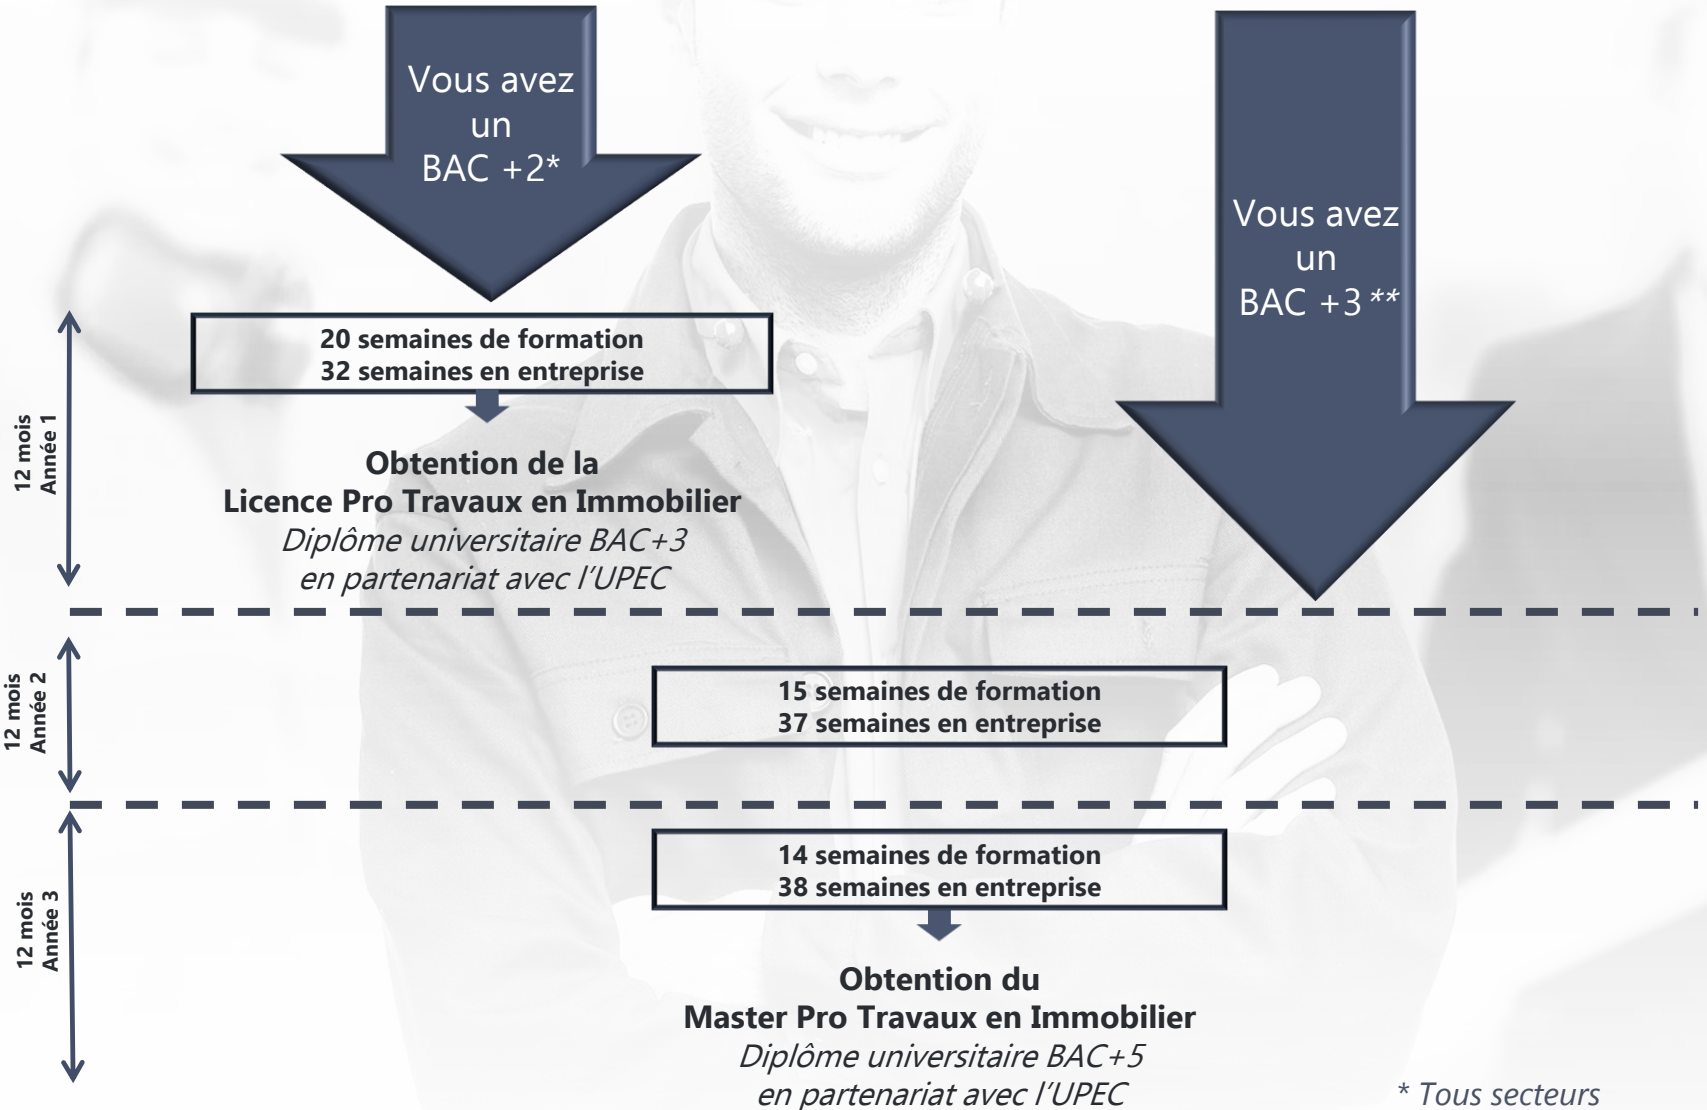 Vous avez
un
BAC +2*
Vous avez
un
BAC +3 **
12 mois
Année 1
20 semaines de formation
32 semaines en entreprise
Obtention de la
Licence Pro Travaux en Immobilier
Diplôme universitaire BAC+3
en partenariat avec l'UPEC
12 mois
Année 2
15 semaines de formation
37 semaines en entreprise
12 mois
Année 3
14 semaines de formation
38 semaines en entreprise
Obtention du
Master Pro Travaux en Immobilier
Diplôme universitaire BAC+5
en partenariat avec l'UPEC
* Tous secteurs